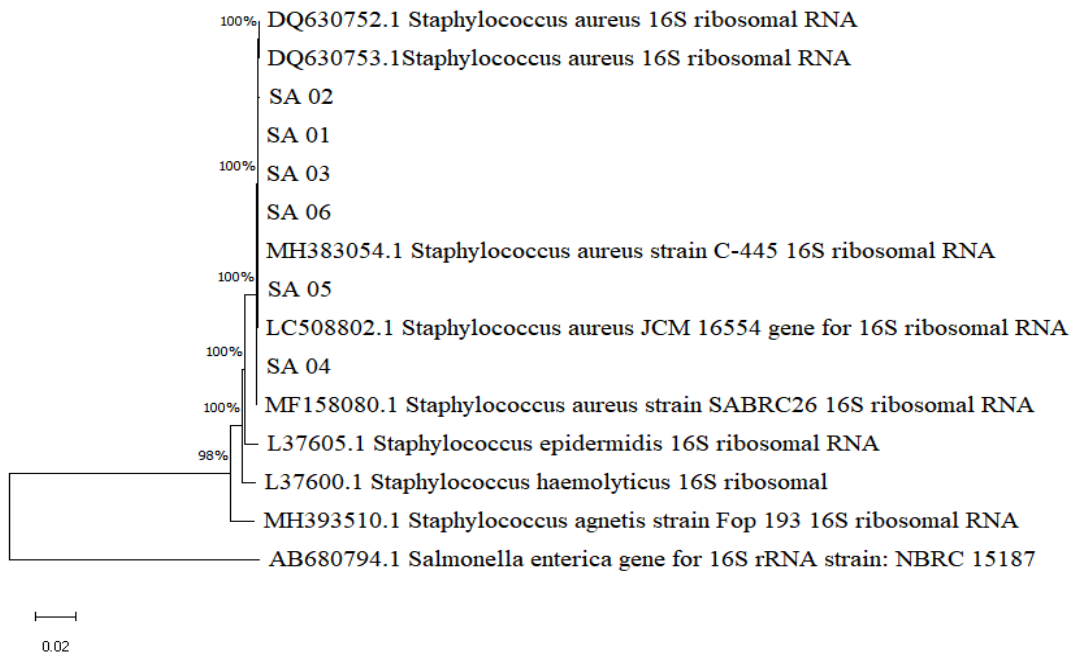 100% DQ630752.1 Staphylococcus aureus 16S ribosomal RNA
DQ630753.1Staphylococcus aureus 16S ribosomal RNA
SA 02
SA 01
100%
SA 03
SA 06
MH383054.1 Staphylococcus aureus strain C-445 16S ribosomal RNA
100%
SA 05
LC508802.1 Staphylococcus aureus JCM 16554 gene for 16S ribosomal RNA
100%
SA 04
MF158080.1 Staphylococcus aureus strain SABRC26 16S ribosomal RNA
100%
L37605.1 Staphylococcus epidermidis 16S ribosomal RNA
98%
L37600.1 Staphylococcus haemolyticus 16S ribosomal
MH393510.1 Staphylococcus agnetis strain Fop 193 16S ribosomal RNA
AB680794.1 Salmonella enterica gene for 16S rRNA strain: NBRC 15187
0.02